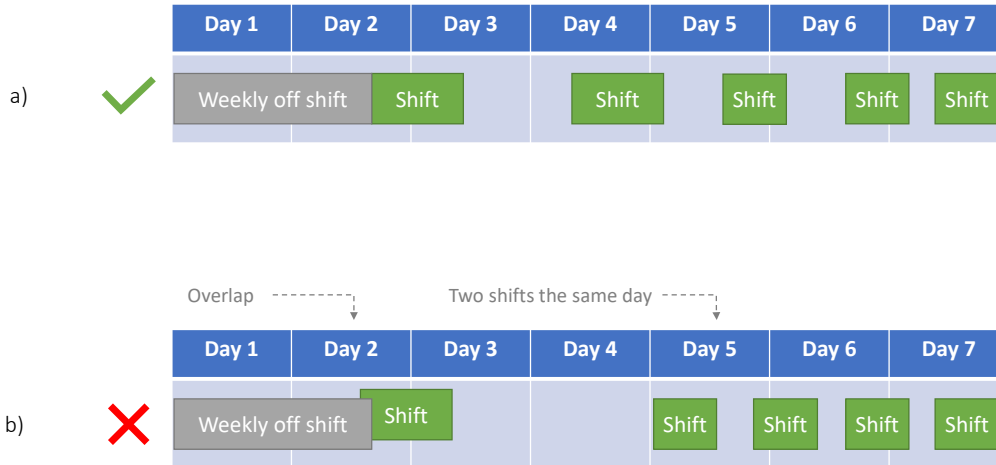 Day 1 Day 2 Day 3 Day 4 Day 5 Day 6 Day 7
a) Weekly off shift Shift Shift Shift Shift Shift
Overlap Two shifts the same day
Day 1 Day 2 Day 3 Day 4 Day 5 Day 6 Day 7
b) Weekly off shift Shift Shift Shift Shift Shift